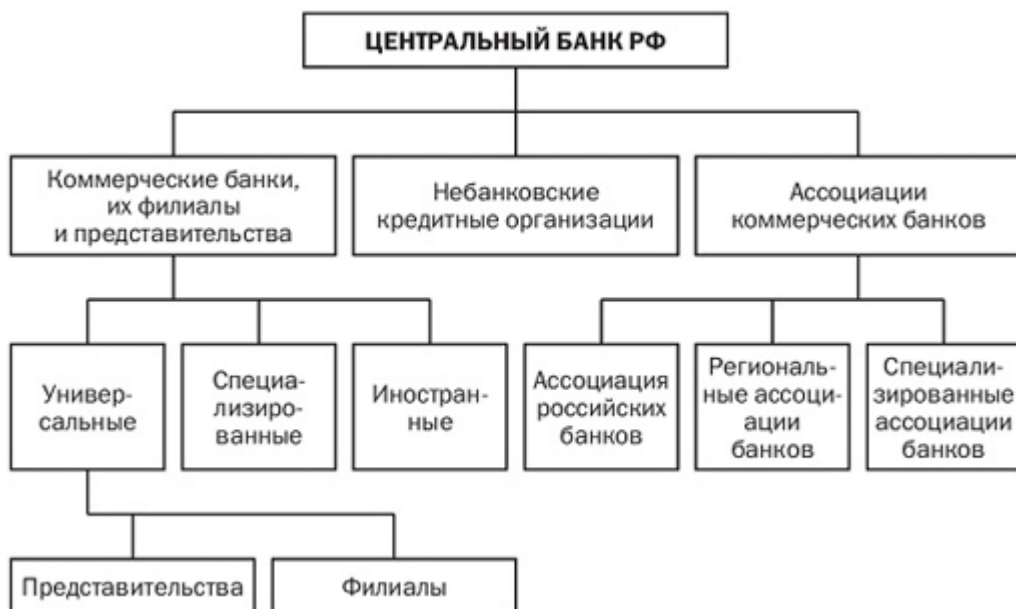 ЦЕНТРАЛЬНЫЙ БАНК РФ
Коммерческие банки,
их филиалы
и представительства
Небанковские
кредитные организации
Ассоциации
коммерческих банков
Универ-
сальные
Специа-
лизиро-
ванные
Иностран-
ные
Ассоциация
российских
банков
Региональ-
ные ассоци-
ации
банков
Специали-
зированные
ассоциации
банков
Представительства
Филиалы